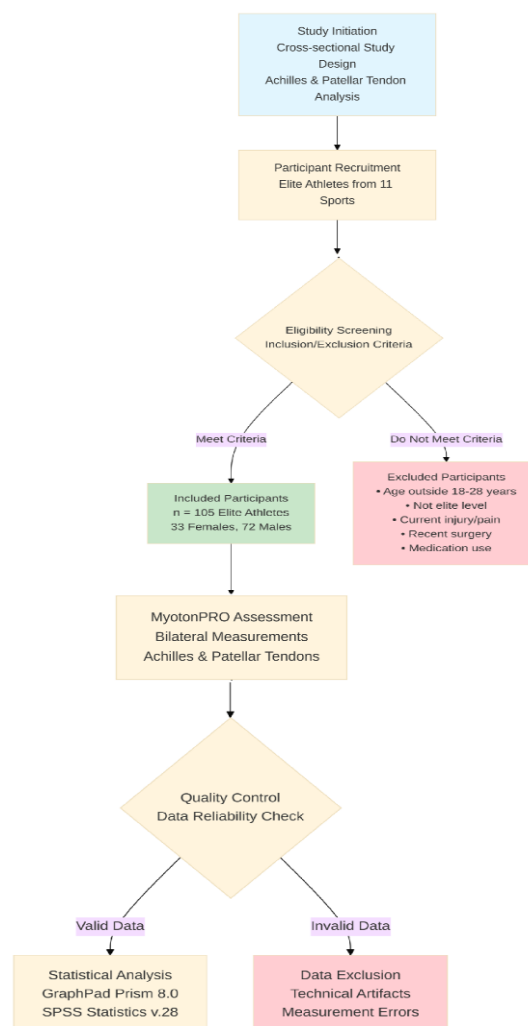 Study Initiation
Cross-sectional Study
Design
Achilles & Patellar Tendon
Analysis
Participant Recruitment
Elite Athletes from 11
Sports
Eligibility Screening
Inclusion/Exclusion Criteria
Meet Criteria
Do Not Meet Criteria
Included Participants
n = 105 Elite Athletes
33 Females, 72 Males
Excluded Participants
• Age outside 18-28 years
• Not elite level
• Current injury/pain
• Recent surgery
• Medication use
MyotonPRO Assessment
Bilateral Measurements
Achilles & Patellar Tendons
Quality Control
Data Reliability Check
Valid Data
Invalid Data
Statistical Analysis
GraphPad Prism 8.0
SPSS Statistics v.28
Data Exclusion
Technical Artifacts
Measurement Errors